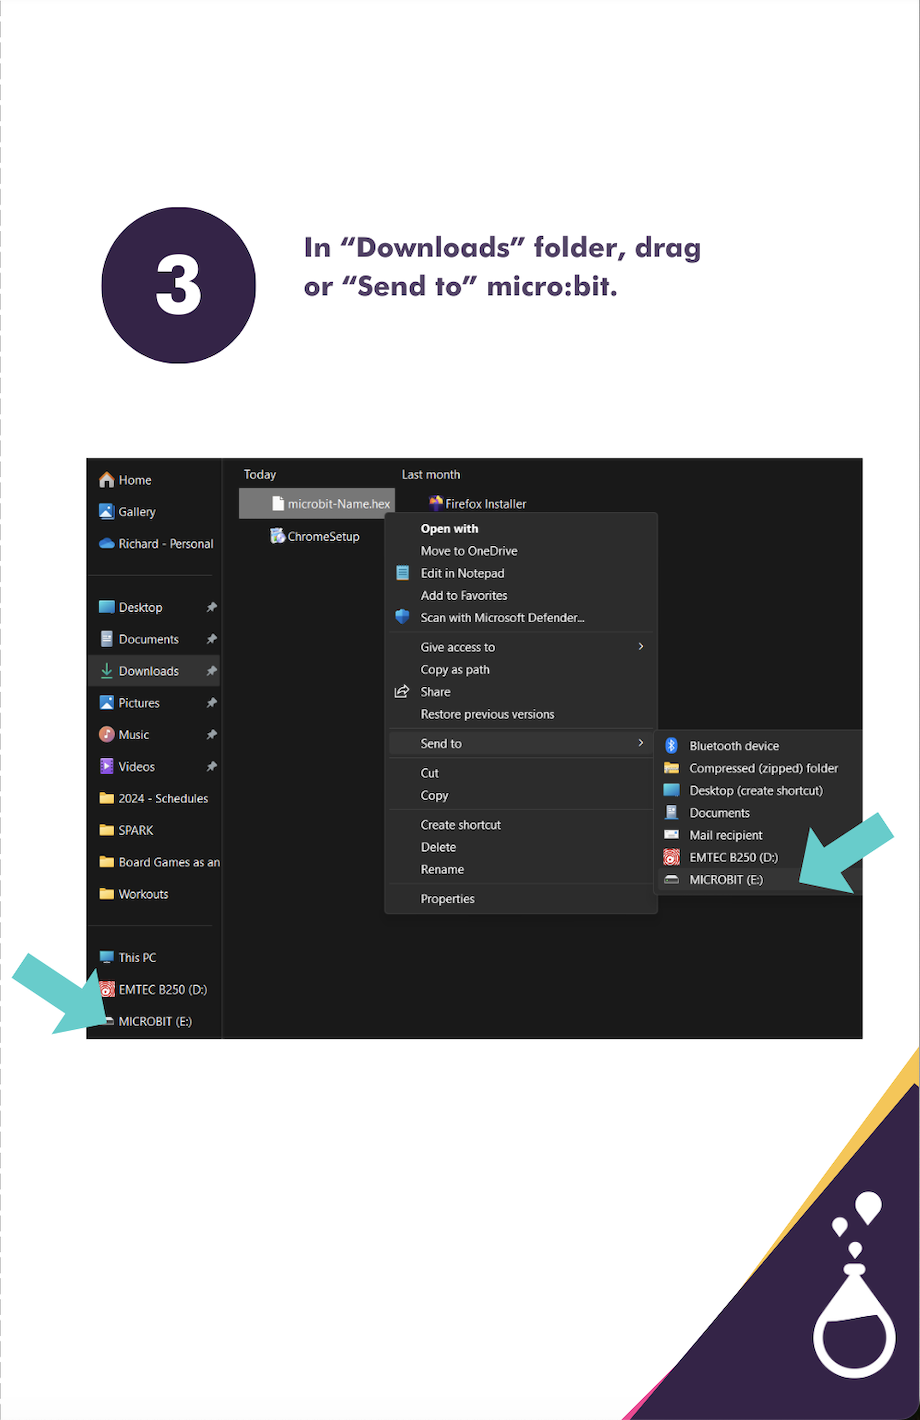 3
In “Downloads” folder, drag
or “Send to” micro:bit.
Home
Gallery
Richard - Personal
Desktop
Documents
Downloads
Pictures
Music
Videos
2024 - Schedules
SPARK
Board Games as an
Workouts
This PC
EMTEC B250 (D:)
MICROBIT (E:)
Today
microbit-Name.hex
ChromeSetup
Last month
Firefox Installer
Open with
Move to OneDrive
Edit in Notepad
Add to Favorites
Scan with Microsoft Defender...
Give access to
Copy as path
Share
Restore previous versions
Send to
Cut
Copy
Create shortcut
Delete
Rename
Properties
Bluetooth device
Compressed (zipped) folder
Desktop (create shortcut)
Documents
Mail recipient
EMTEC B250 (D:)
MICROBIT (E:)